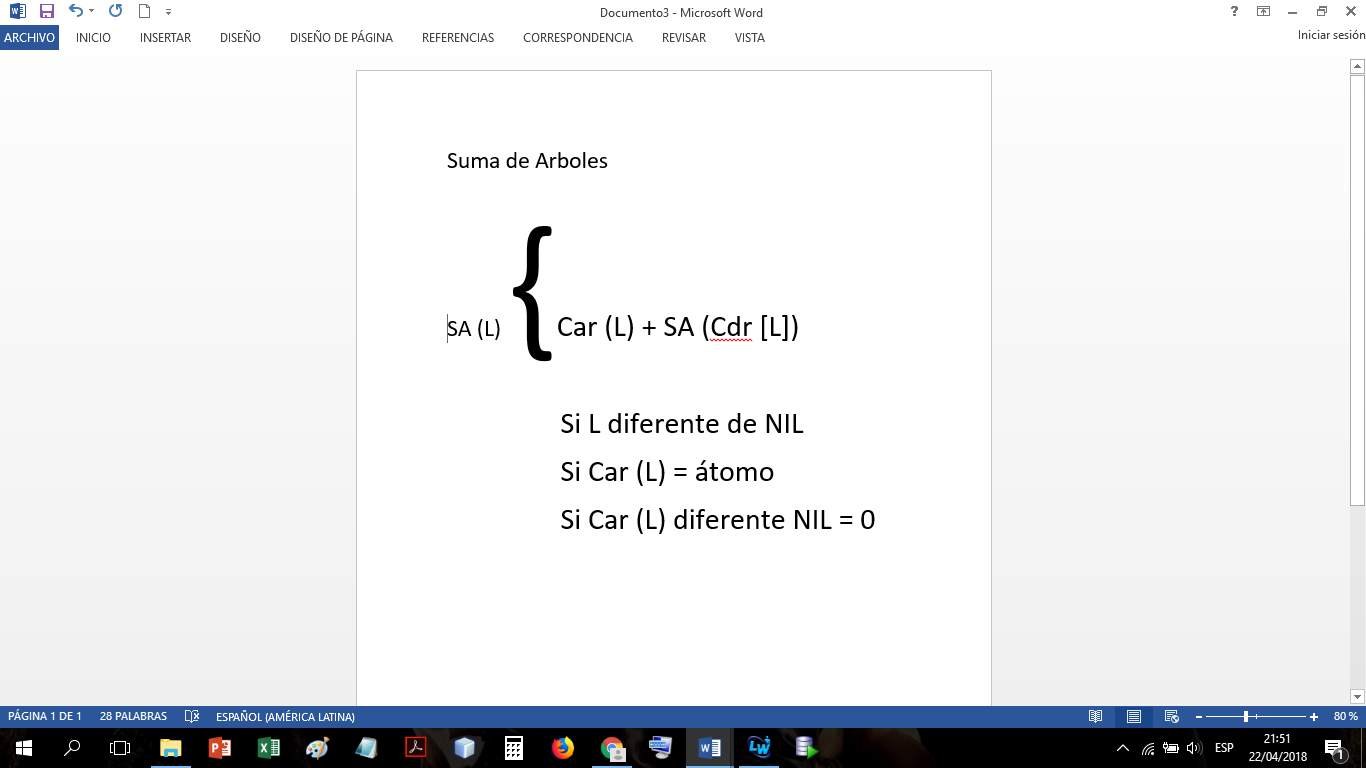 Documento3 - Microsoft Word
?
ARCHIVO INICIO INSERTAR DISEÑO DISEÑO DE PÁGINA REFERENCIAS CORRESPONDENCIA REVISAR VISTA Iniciar sesión
Suma de Arboles
SA (L) { Car (L) + SA (Cdr [L])
Si L diferente de NIL
Si Car (L) = átomo
Si Car (L) diferente NIL = 0
PÁGINA 1 DE 1 28 PALABRAS ESPAÑOL (AMÉRICA LATINA) 80 %
ESP 21:51
22/04/2018 1